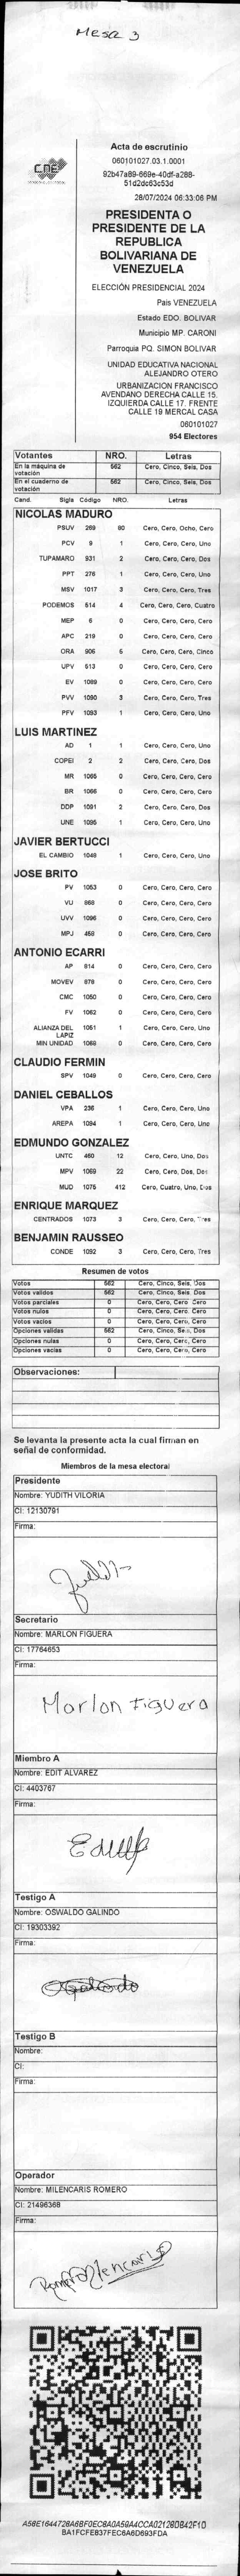 Mesa 3
CNE
Acta de escrutinio
060101027.03.1.0001
92b47a89-669e-40df-a288-
51d2dc63c53d
28/07/2024 06:33:06 PM
PRESIDENTA O
PRESIDENTE DE LA
REPUBLICA
BOLIVARIANA DE
VENEZUELA
ELECCIÓN PRESIDENCIAL 2024
Pais VENEZUELA
Estado EDO. BOLIVAR
Municipio MP. CARONI
Parroquia PQ. SIMON BOLIVAR
UNIDAD EDUCATIVA NACIONAL
ALEJANDRO OTERO
URBANIZACION FRANCISCO
AVENDANO DERECHA CALLE 15.
IZQUIERDA CALLE 17. FRENTE
CALLE 19 MERCAL CASA
060101027
954 Electores
Votantes NRO. Letras
En la máquina de votación 562 Cero, Cinco, Seis, Dos
En el cuaderno de votación 562 Cero, Cinco, Seis, Dos
Cand. Sigla Código NRO. Letras
NICOLAS MADURO
PSUV 269 80 Cero, Cero, Ocho, Cero
PCV 9 1 Cero, Cero, Cero, Uno
TUPAMARO 931 2 Cero, Cero, Cero, Dos
PPT 276 1 Cero, Cero, Cero, Uno
MSV 1017 3 Cero, Cero, Cero, Tres
PODEMOS 514 4 Cero, Cero, Cero, Cuatro
MEP 6 0 Cero, Cero, Cero, Cero
APC 219 0 Cero, Cero, Cero, Cero
ORA 906 5 Cero, Cero, Cero, Cinco
UPV 513 0 Cero, Cero, Cero, Cero
EV 1089 0 Cero, Cero, Cero, Cero
PVV 1090 3 Cero, Cero, Cero, Tres
PFV 1093 1 Cero, Cero, Cero, Uno
LUIS MARTINEZ
AD 1 1 Cero, Cero, Cero, Uno
COPEI 2 2 Cero, Cero, Cero, Dos
MR 1065 0 Cero, Cero, Cero, Cero
BR 1066 0 Cero, Cero, Cero, Cero
DDP 1091 2 Cero, Cero, Cero, Dos
UNE 1095 1 Cero, Cero, Cero, Uno
JAVIER BERTUCCI
EL CAMBIO 1048 1 Cero, Cero, Cero, Uno
JOSE BRITO
PV 1053 0 Cero, Cero, Cero, Cero
VU 868 0 Cero, Cero, Cero, Cero
UVV 1096 0 Cero, Cero, Cero, Cero
MPJ 458 0 Cero, Cero, Cero, Cero
ANTONIO ECARRI
AP 814 0 Cero, Cero, Cero, Cero
MOVEV 878 0 Cero, Cero, Cero, Cero
CMC 1050 0 Cero, Cero, Cero, Cero
FV 1062 0 Cero, Cero, Cero, Cero
ALIANZA DEL LAPIZ 1051 1 Cero, Cero, Cero, Uno
MIN UNIDAD 1068 0 Cero, Cero, Cero, Cero
CLAUDIO FERMIN
SPV 1049 0 Cero, Cero, Cero, Cero
DANIEL CEBALLOS
VPA 236 1 Cero, Cero, Cero, Uno
AREPA 1094 1 Cero, Cero, Cero, Uno
EDMUNDO GONZALEZ
UNTC 460 12 Cero, Cero, Uno, Dos
MPV 1069 22 Cero, Cero, Dos, Dos
MUD 1075 412 Cero, Cuatro, Uno, Dos
ENRIQUE MARQUEZ
CENTRADOS 1073 3 Cero, Cero, Cero, Tres
BENJAMIN RAUSSEO
CONDE 1092 3 Cero, Cero, Cero, Tres
Resumen de votos
Votos 562 Cero, Cinco, Seis, Dos
Votos validos 562 Cero, Cinco, Seis, Dos
Votos parciales 0 Cero, Cero, Cero, Cero
Votos nulos 0 Cero, Cero, Cero, Cero
Votos vacios 0 Cero, Cero, Cero, Cero
Opciones validas 562 Cero, Cinco, Seis, Dos
Opciones nulas 0 Cero, Cero, Cero, Cero
Opciones vacias 0 Cero, Cero, Cero, Cero
Observaciones:
Se levanta la presente acta la cual firman en
señal de conformidad.
Miembros de la mesa electoral
Presidente
Nombre: YUDITH VILORIA
CI: 12130791
Firma:
Secretario
Nombre: MARLON FIGUERA
CI: 17764653
Firma:
Marlon Figuera
Miembro A
Nombre: EDIT ALVAREZ
CI: 4403767
Firma:
Testigo A
Nombre: OSWALDO GALINDO
CI: 19303392
Firma:
Testigo B
Nombre:
CI:
Firma:
Operador
Nombre: MILENCARIS ROMERO
CI: 21496368
Firma:
A58E1644728A6BF0EC8A0A59A4CCA02128DB42F10
BA1FCFE837FEC6A6D693FDA